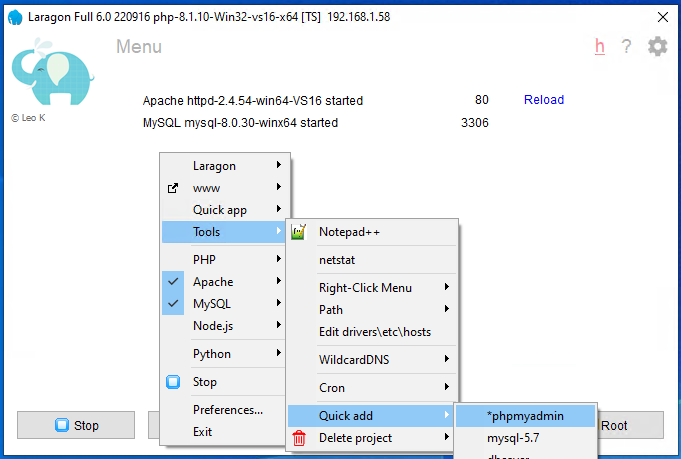 Laragon Full 6.0 220916 php-8.1.10-Win32-vs16-x64 [TS]  192.168.1.58
Menu
h ?
© Leo K
Apache httpd-2.4.54-win64-VS16 started 80 Reload
MySQL mysql-8.0.30-winx64 started 3306
Laragon
www
Quick app
Tools
PHP
Apache
MySQL
Node.js
Python
Stop
Preferences...
Exit
Notepad++
netstat
Right-Click Menu
Path
Edit drivers\etc\hosts
WildcardDNS
Cron
Quick add
Delete project
*phpmyadmin
mysql-5.7
Stop
Root